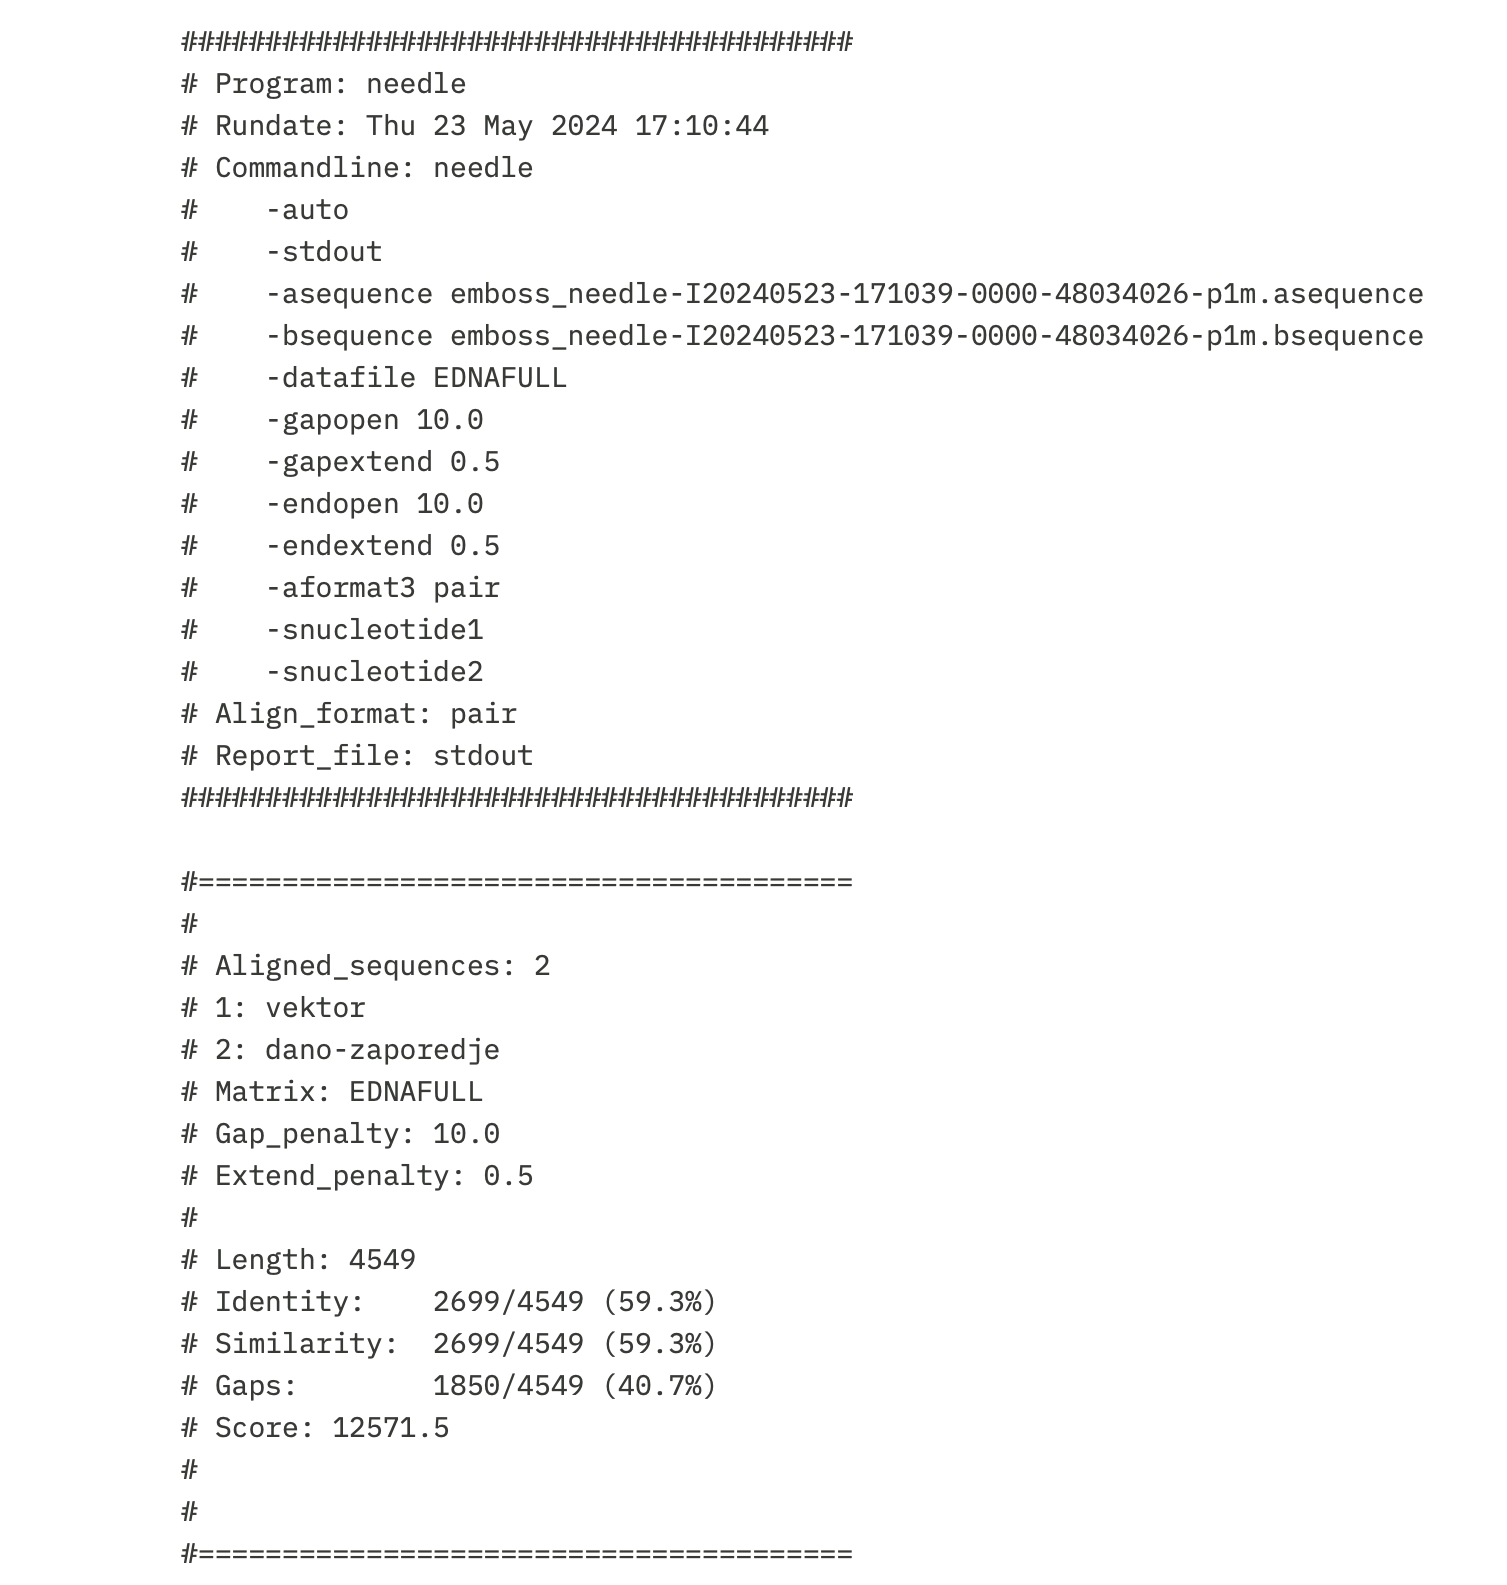 ########################################
# Program: needle
# Rundate: Thu 23 May 2024 17:10:44
# Commandline: needle
#    -auto
#    -stdout
#    -asequence emboss_needle-I20240523-171039-0000-48034026-p1m.asequence
#    -bsequence emboss_needle-I20240523-171039-0000-48034026-p1m.bsequence
#    -datafile EDNAFULL
#    -gapopen 10.0
#    -gapextend 0.5
#    -endopen 10.0
#    -endextend 0.5
#    -aformat3 pair
#    -snucleotide1
#    -snucleotide2
# Align_format: pair
# Report_file: stdout
########################################
#=======================================
#
# Aligned_sequences: 2
# 1: vektor
# 2: dano-zaporedje
# Matrix: EDNAFULL
# Gap_penalty: 10.0
# Extend_penalty: 0.5
#
# Length: 4549
# Identity:    2699/4549 (59.3%)
# Similarity:  2699/4549 (59.3%)
# Gaps:        1850/4549 (40.7%)
# Score: 12571.5
#
#
#=======================================